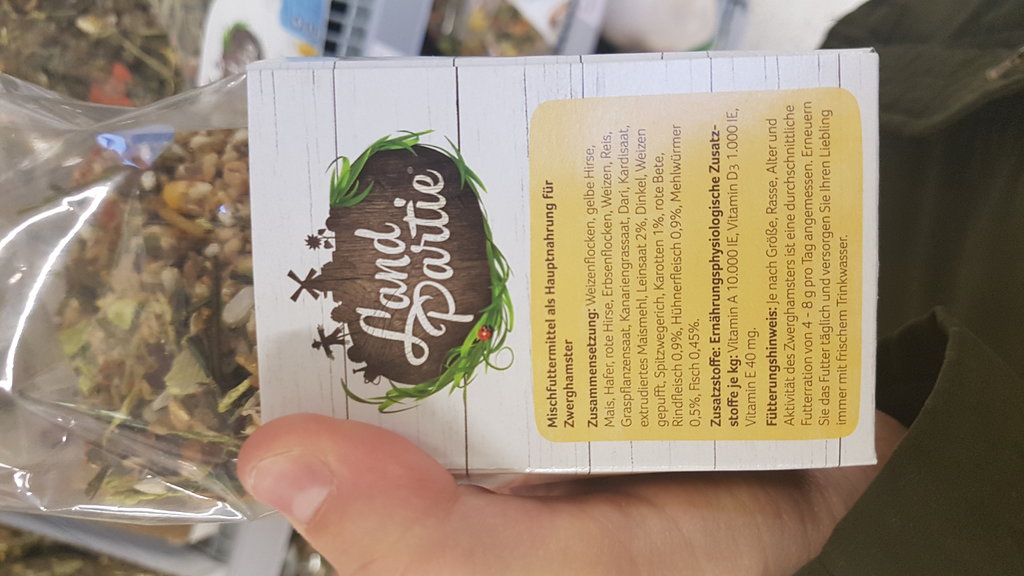 Land
Partie
Mischfuttermittel als Hauptnahrung für
Zwerghamster
Zusammensetzung: Weizenflocken, gelbe Hirse,
Mais, Hafer, rote Hirse, Erbsenflocken, Weizen, Reis,
Graspflanzensaat, Kanariengrassaat, Dari, Kardisaat,
extrudiertes Maismehl, Leinsaat 2%, Dinkel, Weizen
gepufft, Spitzwegerich, Karotten 1%, rote Bete,
Rindfleisch 0,9%, Hühnerfleisch 0,9%, Mehlwürmer
0,5%, Fisch 0,45%.
Zusatzstoffe: Ernährungsphysiologische Zusatz-
stoffe je kg: Vitamin A 10.000 IE, Vitamin D3 1.000 IE,
Vitamin E 40 mg.
Fütterungshinweis: Je nach Größe, Rasse, Alter und
Aktivität des Zwerghamsters ist eine durchschnittliche
Futterration von 4 - 8 g pro Tag angemessen. Erneuern
Sie das Futter täglich und versorgen Sie Ihren Liebling
immer mit frischem Trinkwasser.